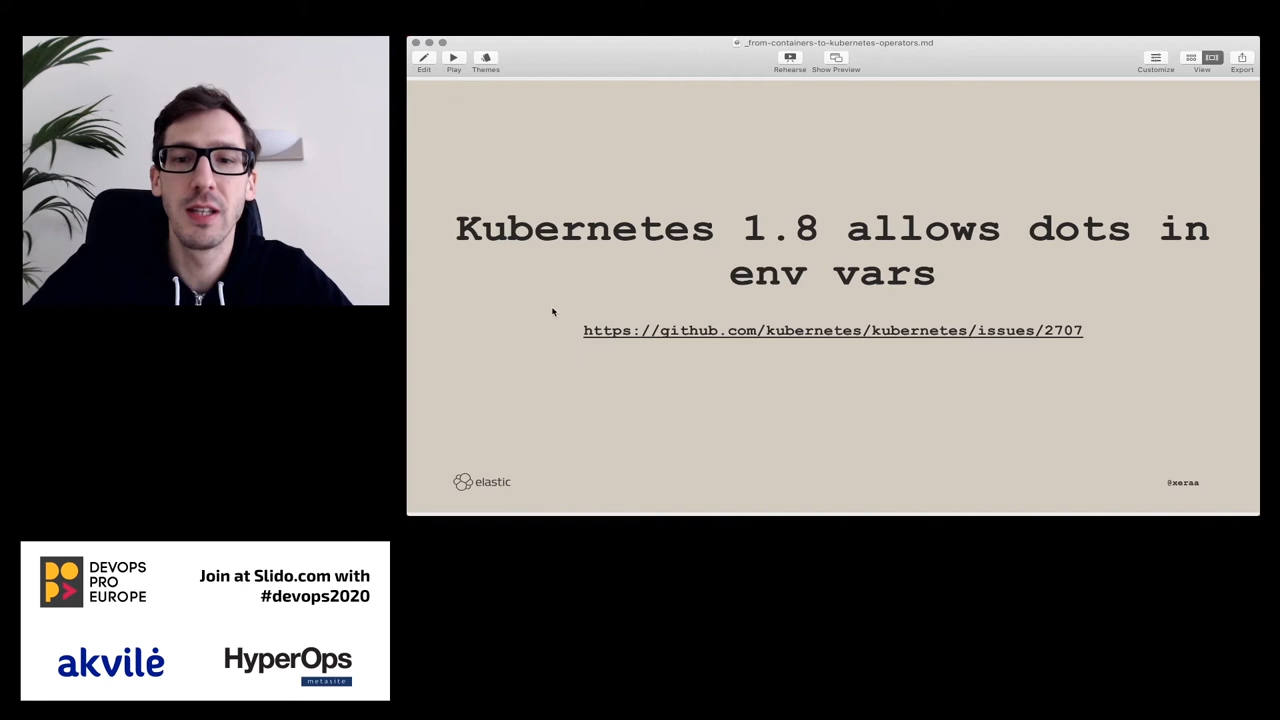 _from-containers-to-kubernetes-operators.md
Edit
Play
Themes
Rehearse
Show Preview
Customize
View
Export
Kubernetes 1.8 allows dots in
env vars
https://github.com/kubernetes/kubernetes/issues/2707
elastic
@xeraa
DEVOPS
PRO
EUROPE
Join at Slido.com with
#devops2020
akvilė
HyperOps
metasite